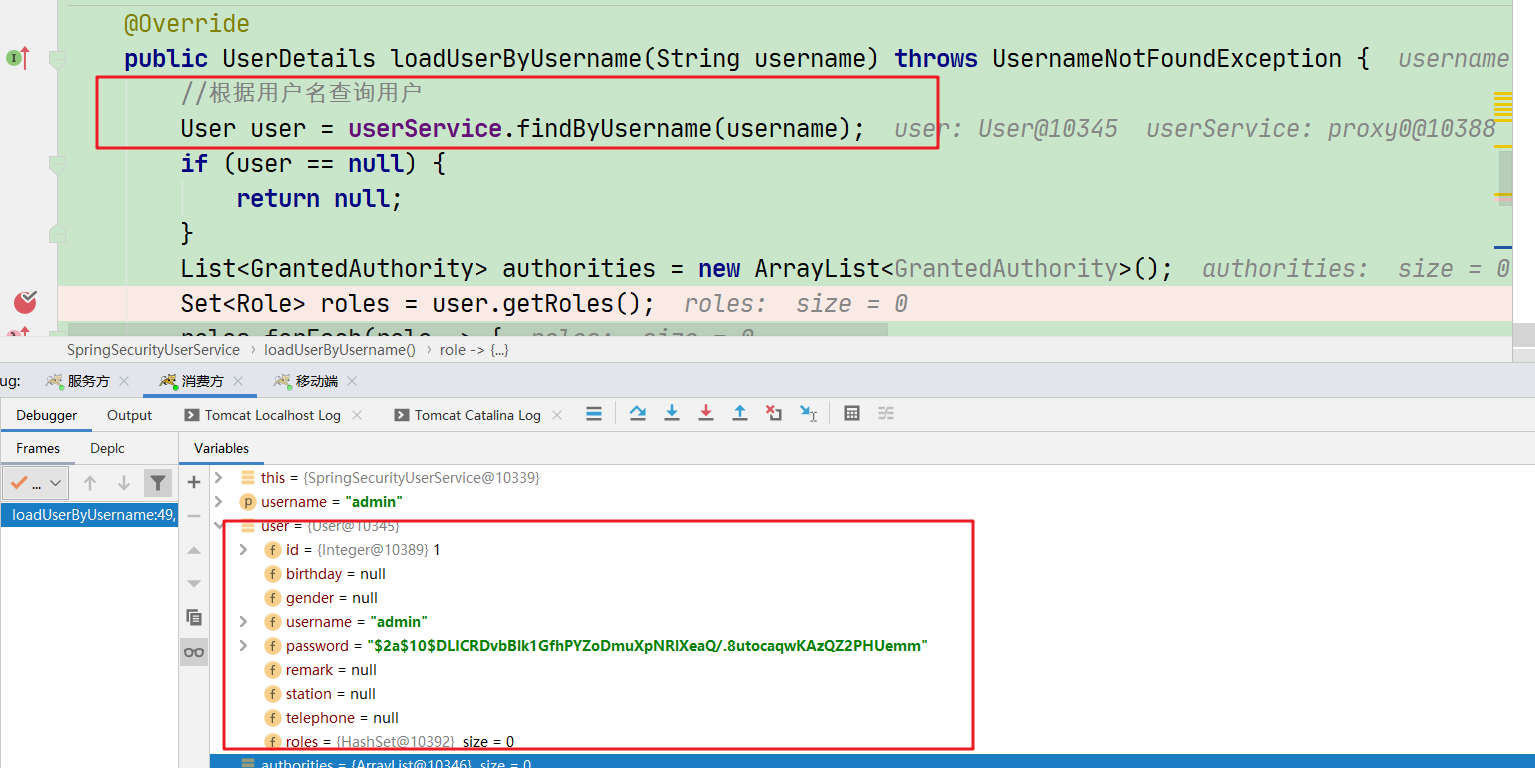 @Override
public UserDetails loadUserByUsername(String username) throws UsernameNotFoundException {  username
//根据用户名查询用户
User user = userService.findByUsername(username);  user: User@10345  userService: proxy0@10388
if (user == null) {
return null;
}
List<GrantedAuthority> authorities = new ArrayList<GrantedAuthority>();  authorities:  size = 0
Set<Role> roles = user.getRoles();  roles:  size = 0
SpringSecurityUserService › loadUserByUsername() › role -> {...}
ug: 服务方 消费方 移动端
Debugger Output Tomcat Localhost Log Tomcat Catalina Log
Frames Deplc Variables
...
this = {SpringSecurityUserService@10339}
p username = "admin"
loadUserByUsername:49,
user = {User@10345}
f id = {Integer@10389} 1
f birthday = null
f gender = null
f username = "admin"
f password = "$2a$10$DLlCRDvbBlk1GfhPYZoDmuXpNRlXeaQ/.8utocaqwKAzQZ2PHUemm"
f remark = null
f station = null
f telephone = null
f roles = {HashSet@10392} size = 0
authorities = {ArrayList@10346} size = 0